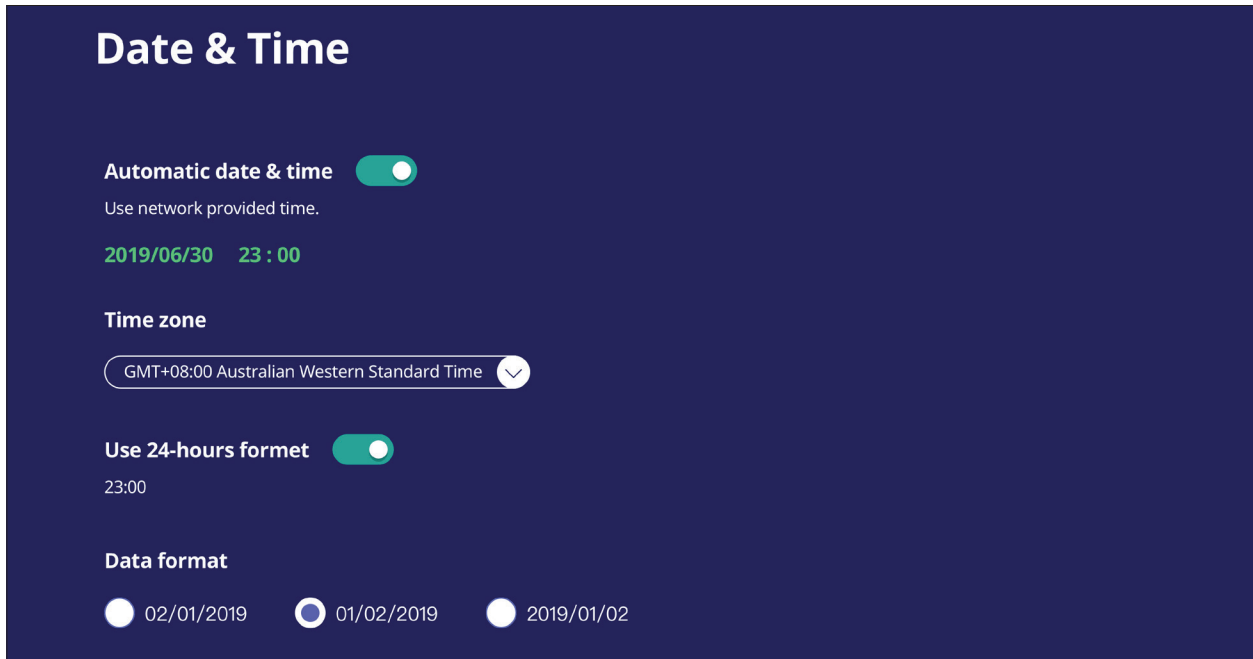 Date & Time
Automatic date & time
Use network provided time.
2019/06/30 23 : 00
Time zone
GMT+08:00 Australian Western Standard Time
Use 24-hours formet
23:00
Data format
02/01/2019 01/02/2019 2019/01/02